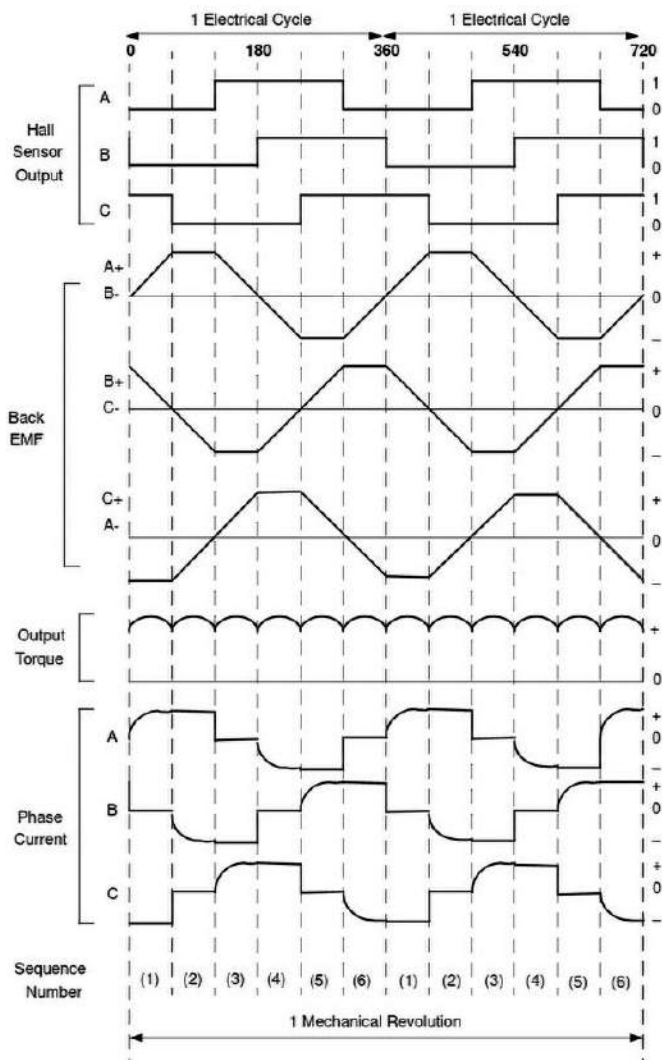 1 Electrical Cycle 1 Electrical Cycle
0 180 360 540 720
Hall
Sensor
Output
A 1
0
B 1
0
C 1
0
Back
EMF
A+ +
B- 0
–
B+ +
C- 0
–
C+ +
A- 0
–
Output
Torque
+
0
Phase
Current
A +
0
–
B +
0
–
C +
0
–
Sequence
Number
(1) (2) (3) (4) (5) (6) (1) (2) (3) (4) (5) (6)
1 Mechanical Revolution